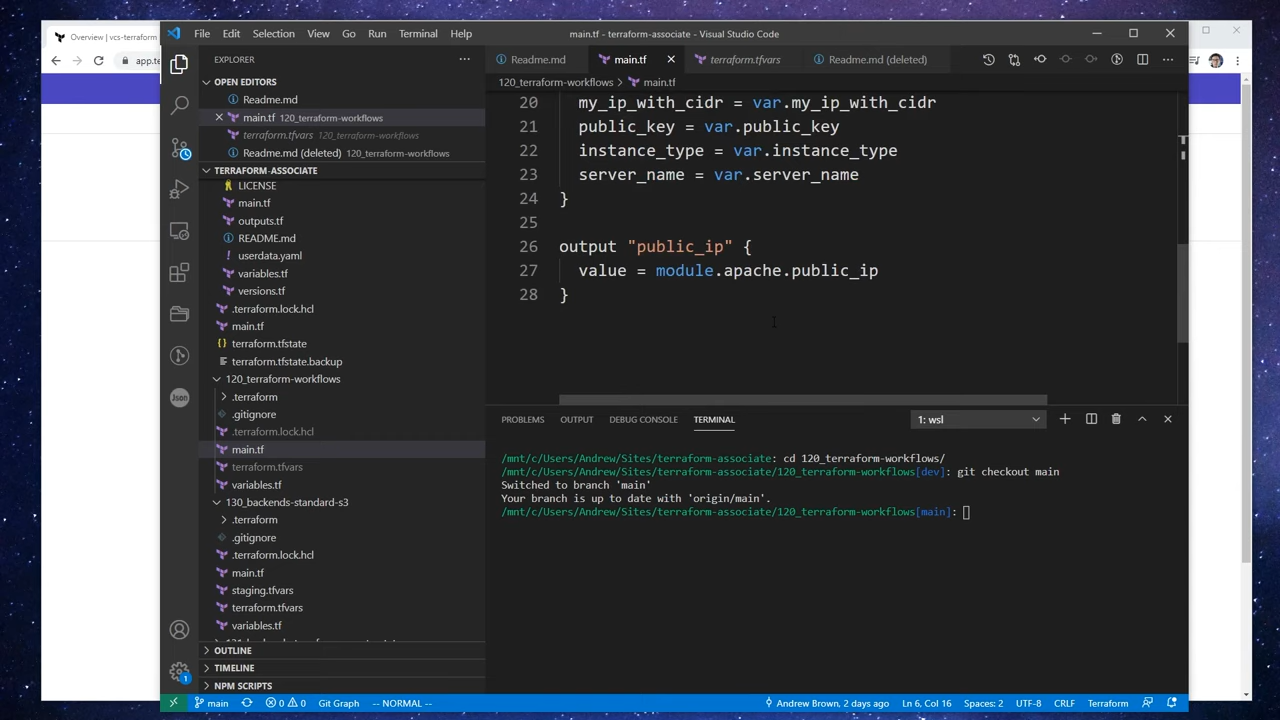 Overview | vcs-terraform
app.te
File Edit Selection View Go Run Terminal Help
main.tf - terraform-associate - Visual Studio Code
EXPLORER
OPEN EDITORS
Readme.md
main.tf 120_terraform-workflows
terraform.tfvars 120_terraform-workflows
Readme.md (deleted) 120_terraform-workflows
TERRAFORM-ASSOCIATE
LICENSE
main.tf
outputs.tf
README.md
userdata.yaml
variables.tf
versions.tf
.terraform.lock.hcl
main.tf
terraform.tfstate
terraform.tfstate.backup
120_terraform-workflows
.terraform
.gitignore
.terraform.lock.hcl
main.tf
terraform.tfvars
variables.tf
130_backends-standard-s3
.terraform
.gitignore
.terraform.lock.hcl
main.tf
staging.tfvars
terraform.tfvars
variables.tf
OUTLINE
TIMELINE
NPM SCRIPTS
Json
1
Readme.md main.tf terraform.tfvars Readme.md (deleted)
120_terraform-workflows > main.tf
20 my_ip_with_cidr = var.my_ip_with_cidr
21 public_key = var.public_key
22 instance_type = var.instance_type
23 server_name = var.server_name
24 }
25
26 output "public_ip" {
27 value = module.apache.public_ip
28 }
PROBLEMS OUTPUT DEBUG CONSOLE TERMINAL
1: wsl
/mnt/c/Users/Andrew/Sites/terraform-associate: cd 120_terraform-workflows/
/mnt/c/Users/Andrew/Sites/terraform-associate/120_terraform-workflows[dev]: git checkout main
Switched to branch 'main'
Your branch is up to date with 'origin/main'.
/mnt/c/Users/Andrew/Sites/terraform-associate/120_terraform-workflows[main]:
main 0 0 Git Graph -- NORMAL -- Andrew Brown, 2 days ago Ln 6, Col 16 Spaces: 2 UTF-8 CRLF Terraform